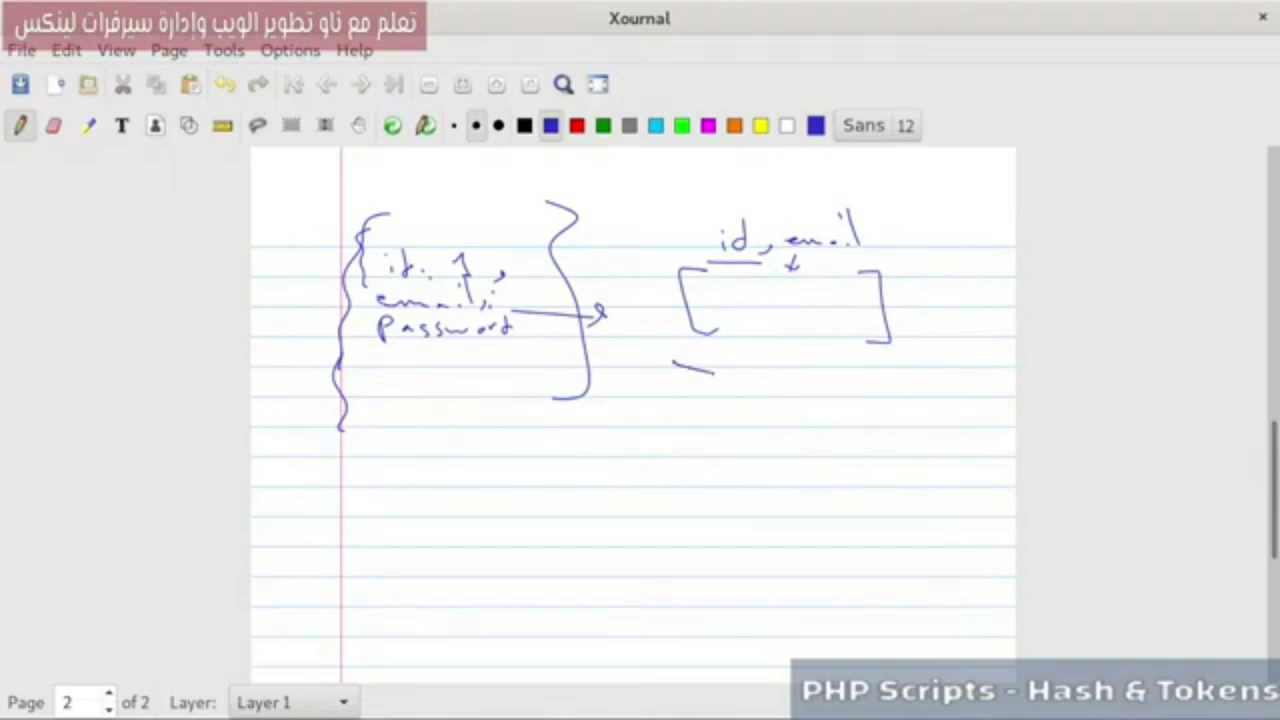 تعلم مع ناو تطوير الويب وإدارة سيرفرات لينكس
Xournal
File Edit View Page Tools Options Help
Sans 12
id, email
id: 1,
email:
Password
Page 2 of 2 Layer: Layer 1
PHP Scripts - Hash & Tokens